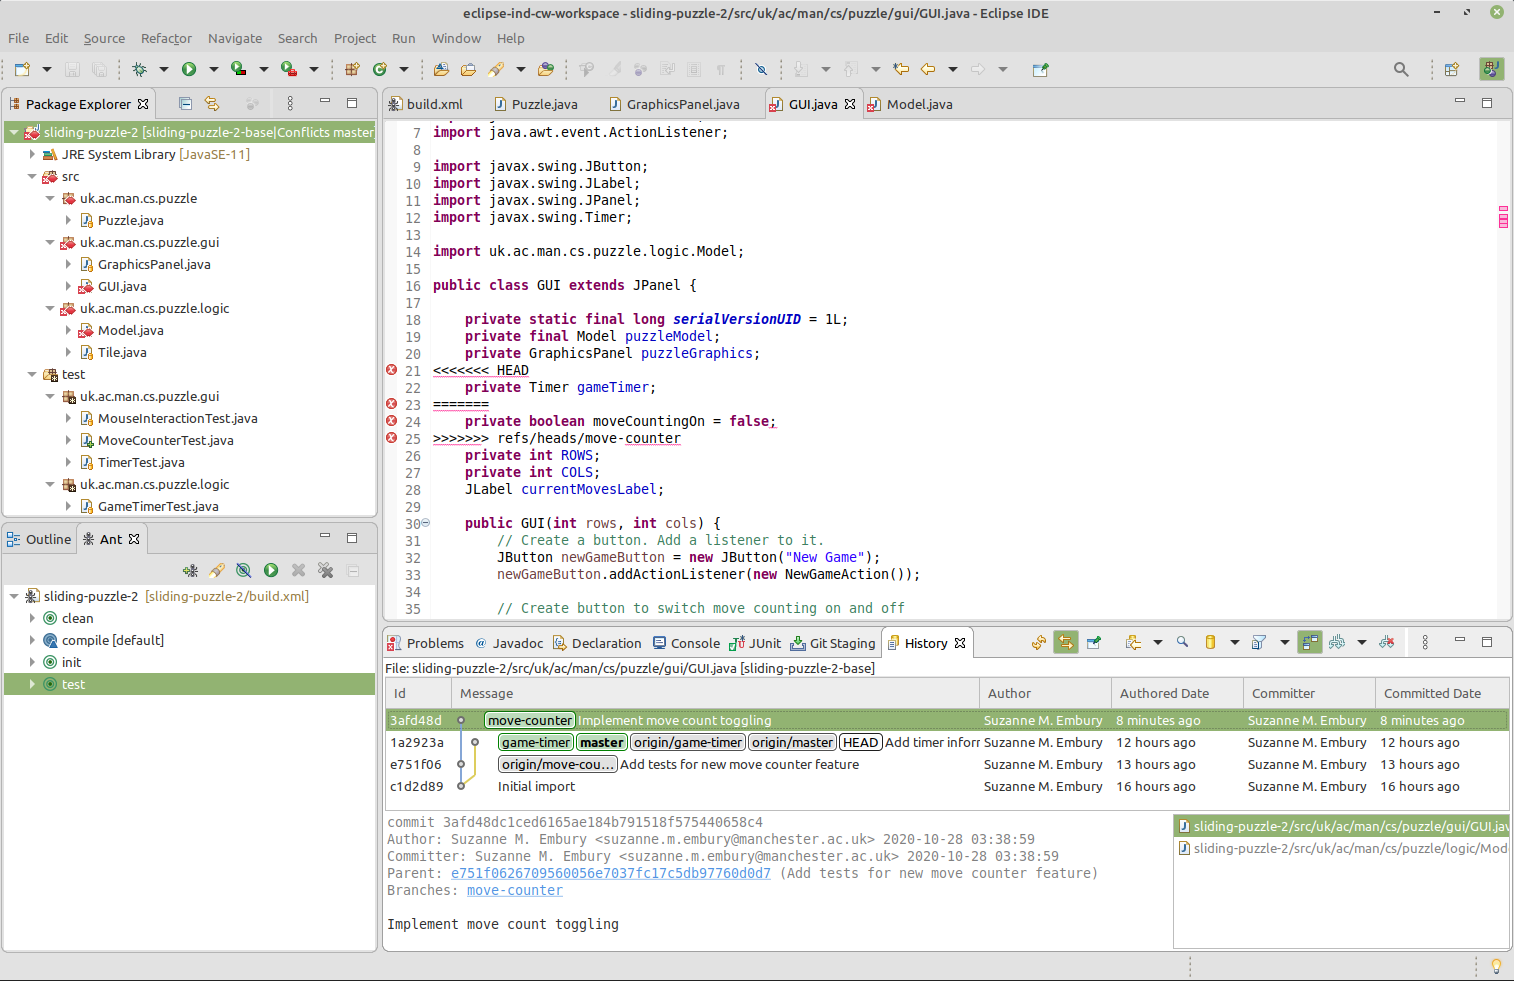 eclipse-ind-cw-workspace - sliding-puzzle-2/src/uk/ac/man/cs/puzzle/gui/GUI.java - Eclipse IDE
File Edit Source Refactor Navigate Search Project Run Window Help
Package Explorer
sliding-puzzle-2 [sliding-puzzle-2-base|Conflicts master]
JRE System Library [JavaSE-11]
src
uk.ac.man.cs.puzzle
Puzzle.java
uk.ac.man.cs.puzzle.gui
GraphicsPanel.java
GUI.java
uk.ac.man.cs.puzzle.logic
Model.java
Tile.java
test
uk.ac.man.cs.puzzle.gui
MouseInteractionTest.java
MoveCounterTest.java
TimerTest.java
uk.ac.man.cs.puzzle.logic
GameTimerTest.java
Outline Ant
sliding-puzzle-2 [sliding-puzzle-2/build.xml]
clean
compile [default]
init
test
build.xml Puzzle.java GraphicsPanel.java GUI.java Model.java
7 import java.awt.event.ActionListener;
8
9 import javax.swing.JButton;
10 import javax.swing.JLabel;
11 import javax.swing.JPanel;
12 import javax.swing.Timer;
13
14 import uk.ac.man.cs.puzzle.logic.Model;
15
16 public class GUI extends JPanel {
17
18 private static final long serialVersionUID = 1L;
19 private final Model puzzleModel;
20 private GraphicsPanel puzzleGraphics;
21 <<<<<<< HEAD
22 private Timer gameTimer;
23 =======
24 private boolean moveCountingOn = false;
25 >>>>>>> refs/heads/move-counter
26 private int ROWS;
27 private int COLS;
28 JLabel currentMovesLabel;
29
30 public GUI(int rows, int cols) {
31 // Create a button. Add a listener to it.
32 JButton newGameButton = new JButton("New Game");
33 newGameButton.addActionListener(new NewGameAction());
34
35 // Create button to switch move counting on and off
Problems Javadoc Declaration Console JUnit Git Staging History
File: sliding-puzzle-2/src/uk/ac/man/cs/puzzle/gui/GUI.java [sliding-puzzle-2-base]
Id Message Author Authored Date Committer Committed Date
3afd48d move-counter Implement move count toggling Suzanne M. Embury 8 minutes ago Suzanne M. Embury 8 minutes ago
1a2923a game-timer master origin/game-timer origin/master HEAD Add timer inforr Suzanne M. Embury 12 hours ago Suzanne M. Embury 12 hours ago
e751f06 origin/move-cou... Add tests for new move counter feature Suzanne M. Embury 13 hours ago Suzanne M. Embury 13 hours ago
c1d2d89 Initial import Suzanne M. Embury 16 hours ago Suzanne M. Embury 16 hours ago
commit 3afd48dc1ced6165ae184b791518f575440658c4
Author: Suzanne M. Embury <suzanne.m.embury@manchester.ac.uk> 2020-10-28 03:38:59
Committer: Suzanne M. Embury <suzanne.m.embury@manchester.ac.uk> 2020-10-28 03:38:59
Parent: e751f0626709560056e7037fc17c5db97760d0d7 (Add tests for new move counter feature)
Branches: move-counter
Implement move count toggling
sliding-puzzle-2/src/uk/ac/man/cs/puzzle/gui/GUI.jav
sliding-puzzle-2/src/uk/ac/man/cs/puzzle/logic/Mod